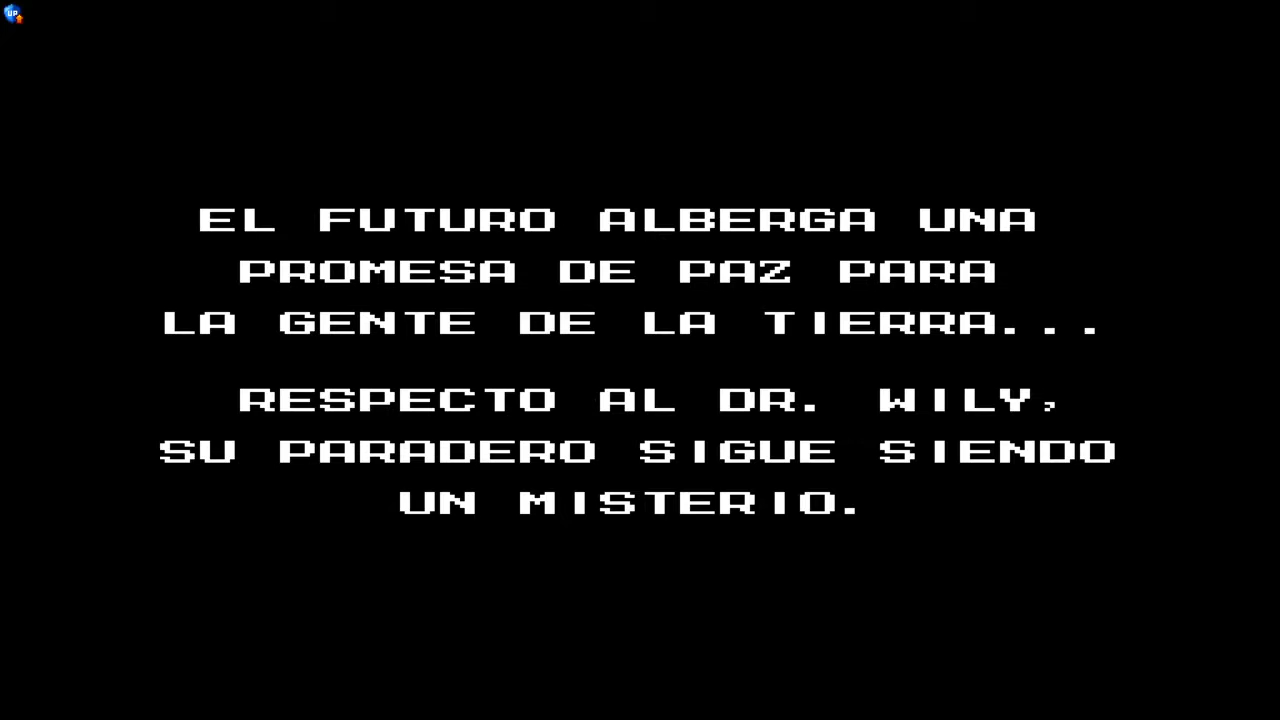 UP
EL FUTURO ALBERGA UNA
PROMESA DE PAZ PARA
LA GENTE DE LA TIERRA...
RESPECTO AL DR. WILY,
SU PARADERO SIGUE SIENDO
UN MISTERIO.